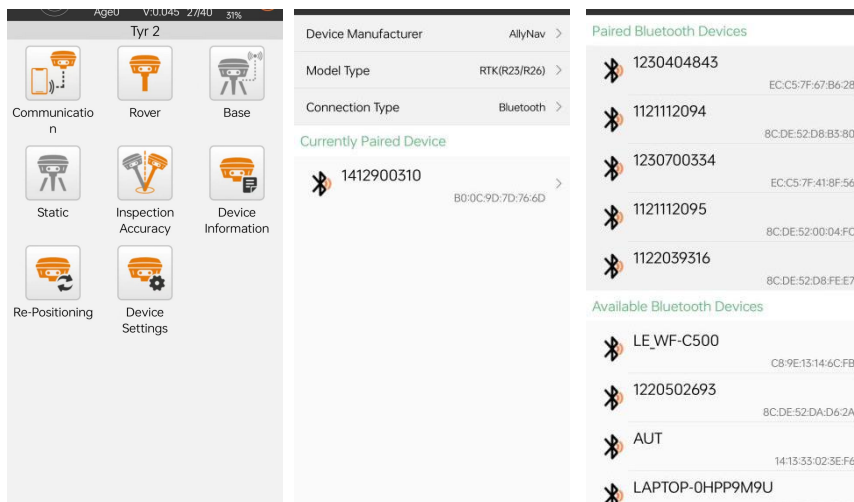 Age0 V:0.045 27/40 31%
Tyr 2
Communicatio
n
Rover
Base
Static
Inspection
Accuracy
Device
Information
Re-Positioning
Device
Settings
Device Manufacturer AllyNav >
Model Type RTK(R23/R26) >
Connection Type Bluetooth >
Currently Paired Device
1412900310 >
B0:0C:9D:7D:76:6D
Paired Bluetooth Devices
1230404843
EC:C5:7F:67:B6:28
1121112094
8C:DE:52:D8:B3:80
1230700334
EC:C5:7F:41:8F:56
1121112095
8C:DE:52:00:04:FC
1122039316
8C:DE:52:D8:FE:E7
Available Bluetooth Devices
LE_WF-C500
C8:9E:13:14:6C:FB
1220502693
8C:DE:52:DA:D6:2A
AUT
14:13:33:02:3E:F6
LAPTOP-0HPP9M9U